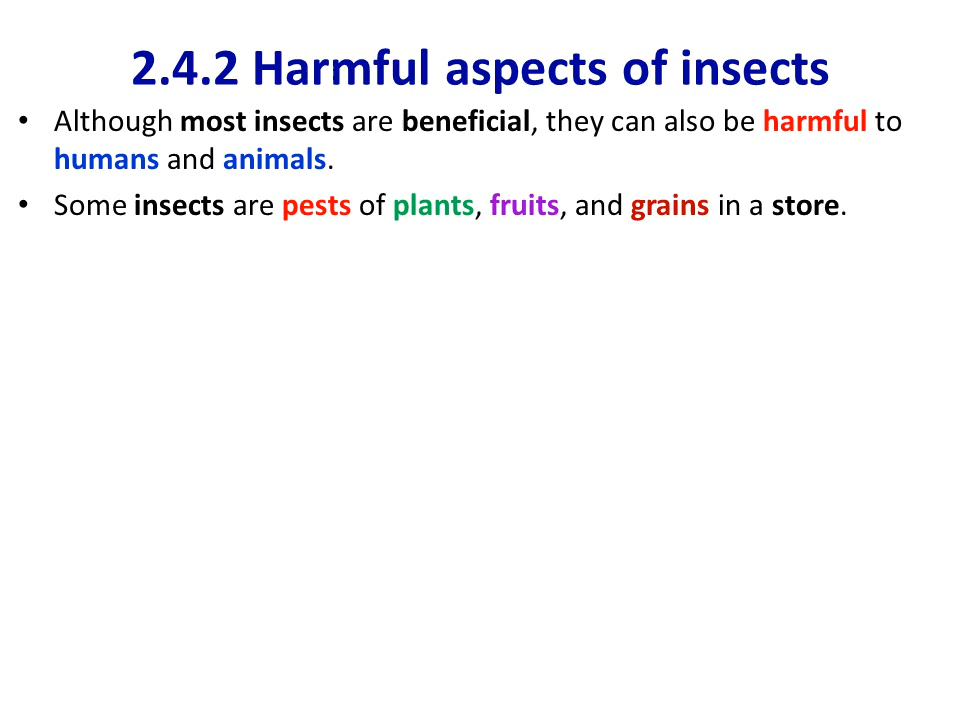 2.4.2 Harmful aspects of insects
• Although most insects are beneficial, they can also be harmful to
humans and animals.
• Some insects are pests of plants, fruits, and grains in a store.